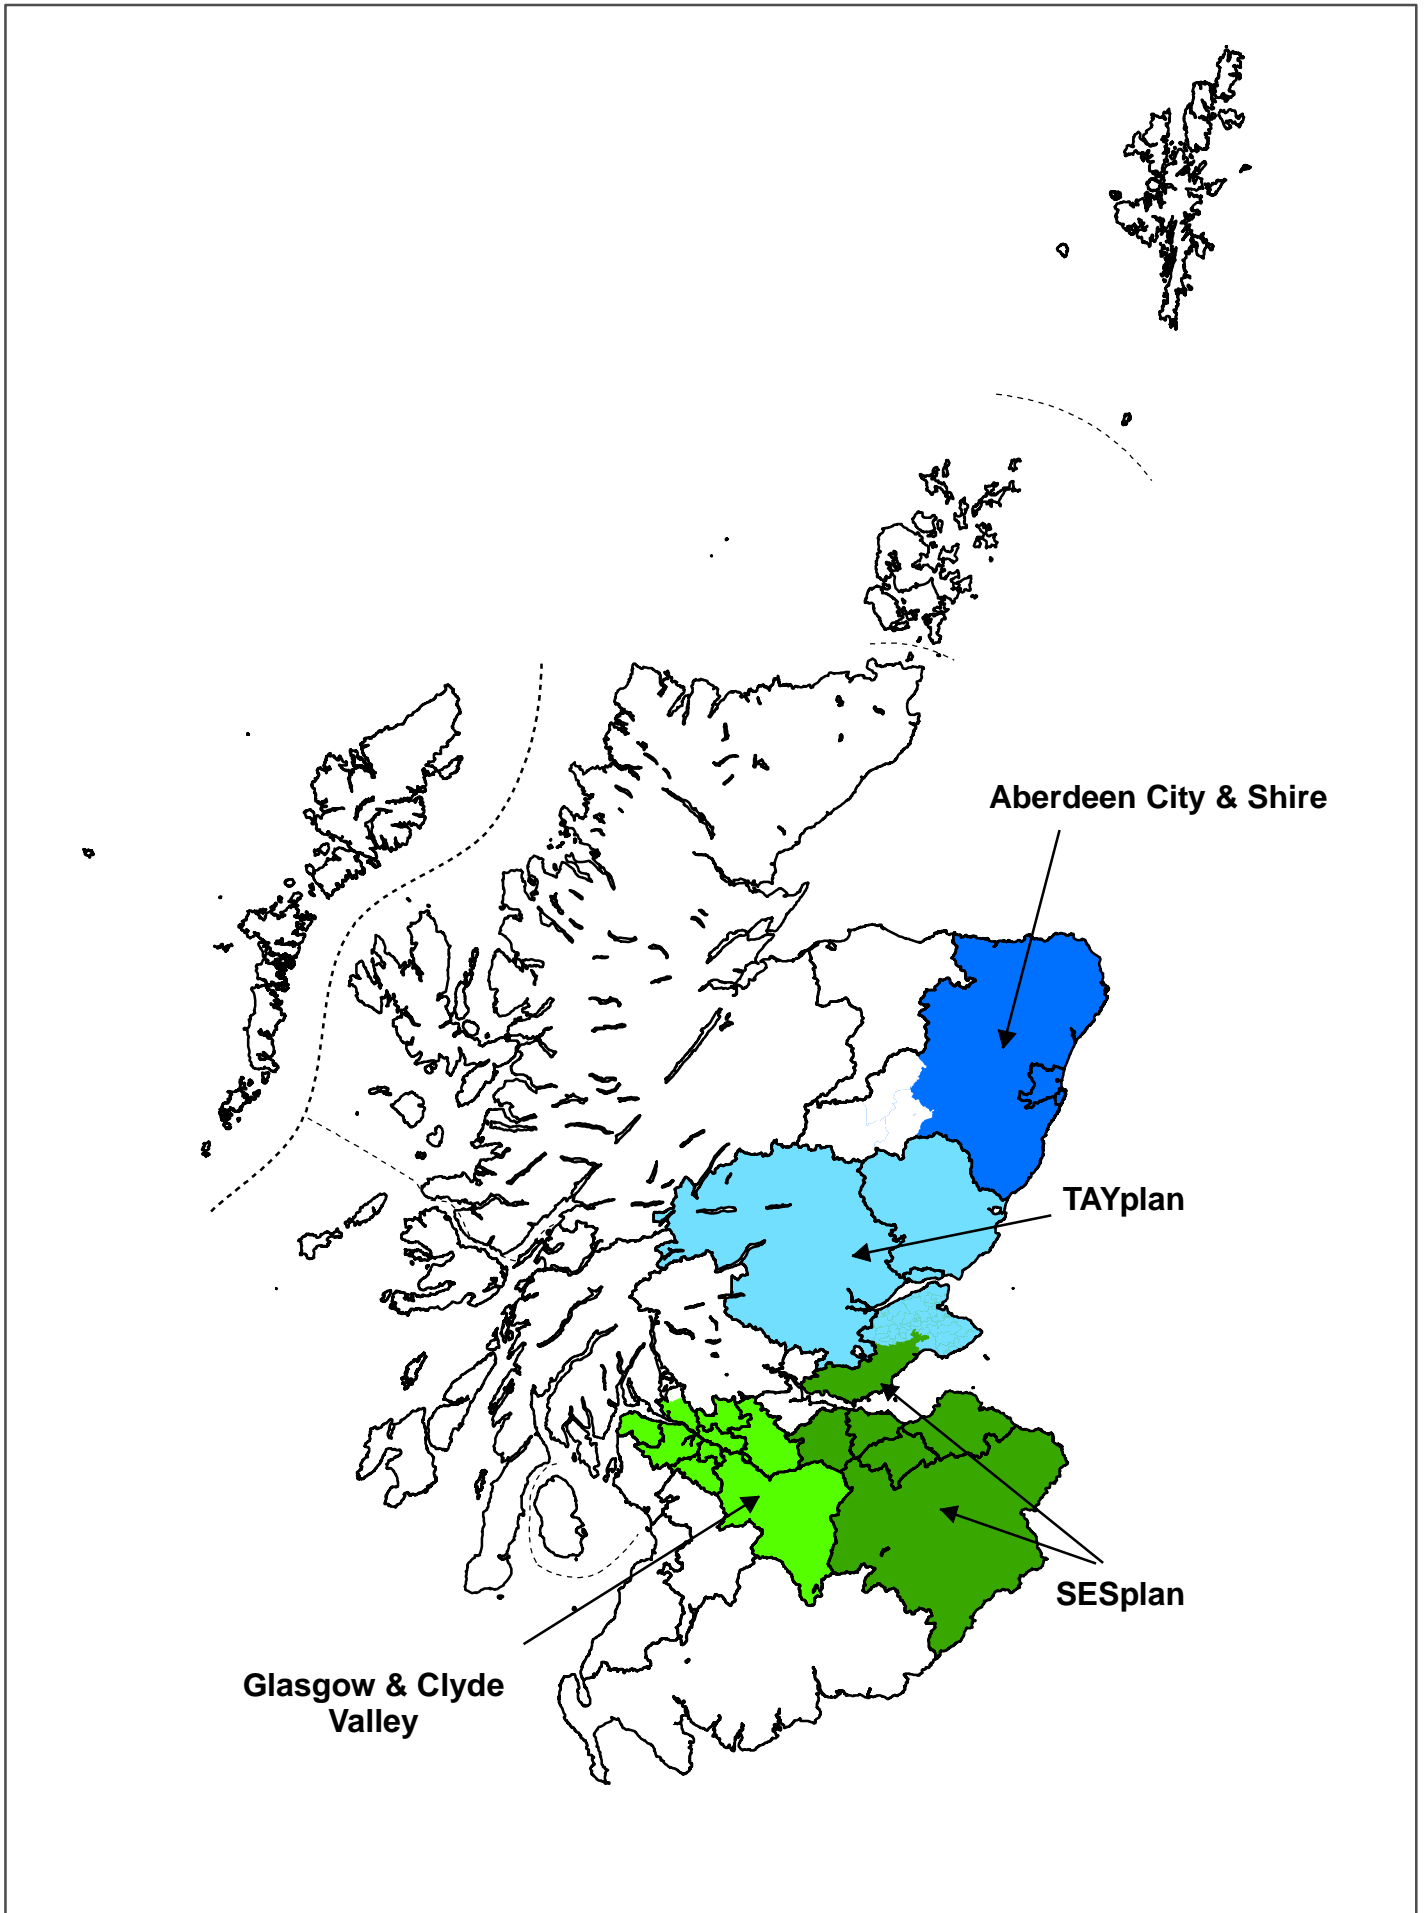 Aberdeen City & Shire
TAYplan
SESplan
Glasgow & Clyde
Valley